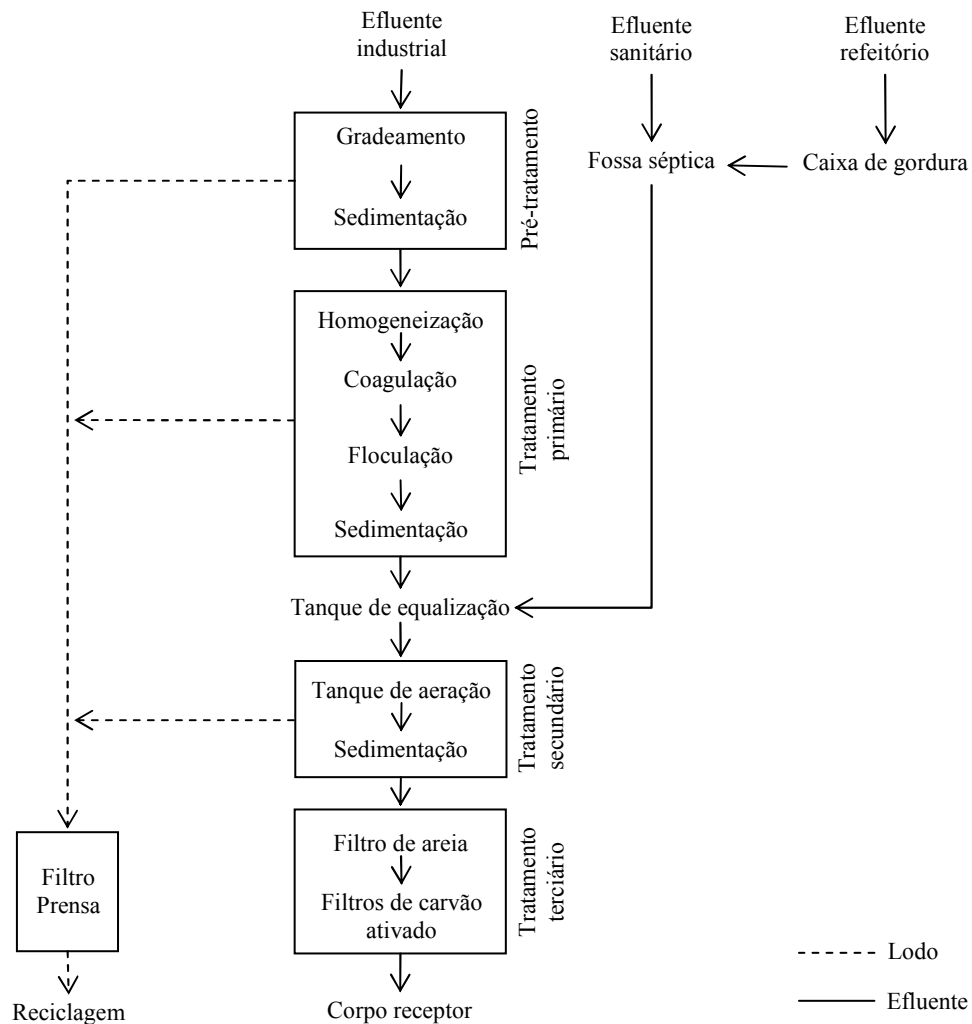 Efluente
industrial
Efluente
sanitário
Efluente
refeitório
Gradeamento
Sedimentação
Pré-tratamento
Fossa séptica
Caixa de gordura
Homogeneização
Coagulação
Floculação
Sedimentação
Tratamento
primário
Tanque de equalização
Tanque de aeração
Sedimentação
Tratamento
secundário
Filtro de areia
Filtros de carvão
ativado
Tratamento
terciário
Filtro
Prensa
Reciclagem
Corpo receptor
Lodo
Efluente